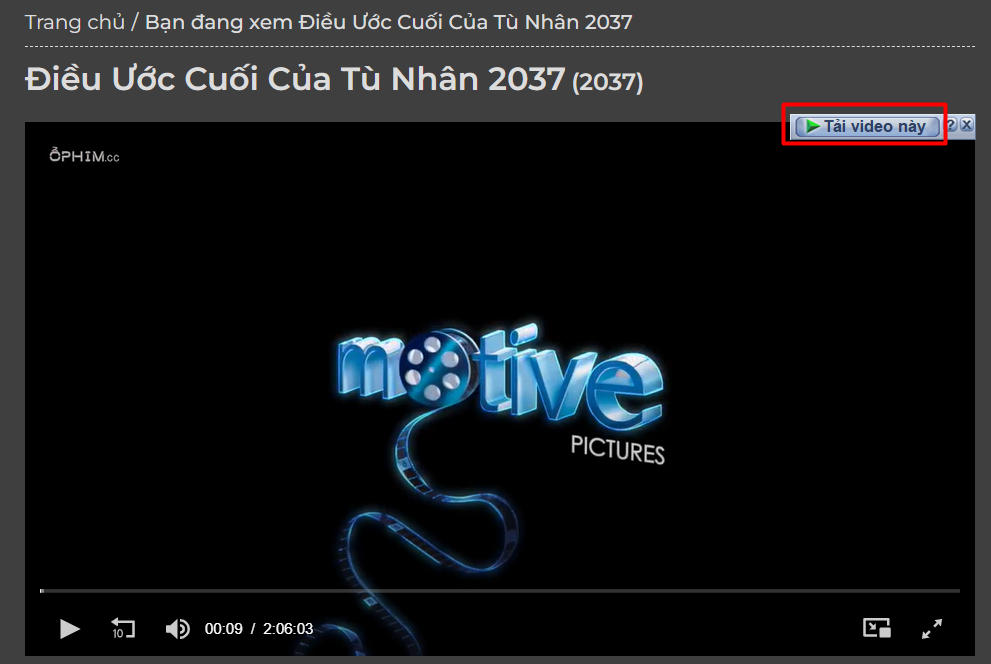 Trang chủ / Bạn đang xem Điều Ước Cuối Của Tù Nhân 2037
Điều Ước Cuối Của Tù Nhân 2037 (2037)
Tải video này ? X
ỔPHIM.cc
motive
PICTURES
10 00:09 / 2:06:03